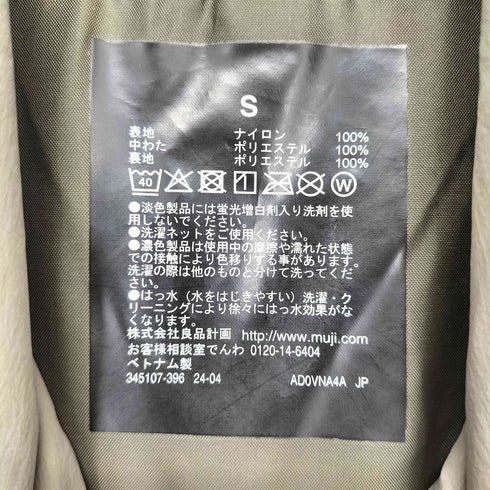 S
表地 ナイロン 100%
中わた ポリエステル 100%
裏地 ポリエステル 100%
40 W
●淡色製品には蛍光増白剤入り洗剤を使
用しないでください。
●洗濯ネットをご使用ください。
●濃色製品は使用中の摩擦や濡れた状態
での接触により色移りする事があります。
洗濯の際は他のものと分けて洗ってくだ
さい。
●はっ水（水をはじきやすい）洗濯・ク
リーニングにより徐々にはっ水効果がな
くなります。
株式会社良品計画 http://www.muji.com
お客様相談室でんわ 0120-14-6404
ベトナム製
345107-396 24-04 AD0VNA4A JP